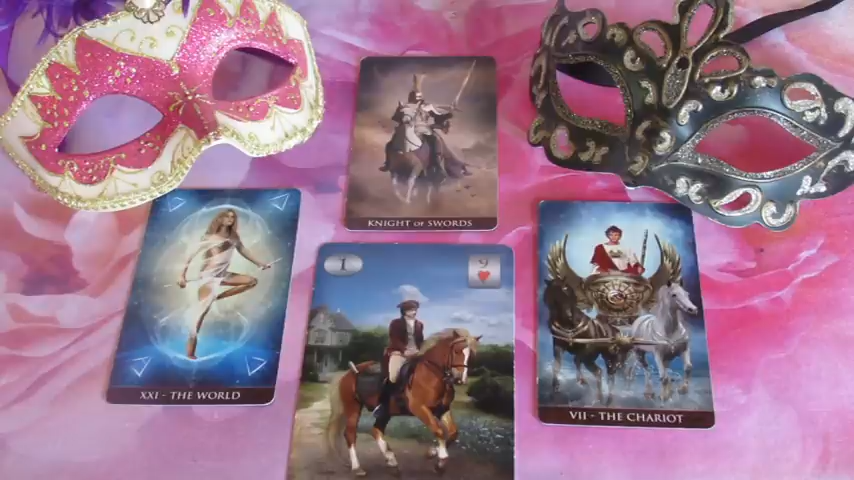 KNIGHT OF SWORDS
1
9
XXI - THE WORLD
VII - THE CHARIOT